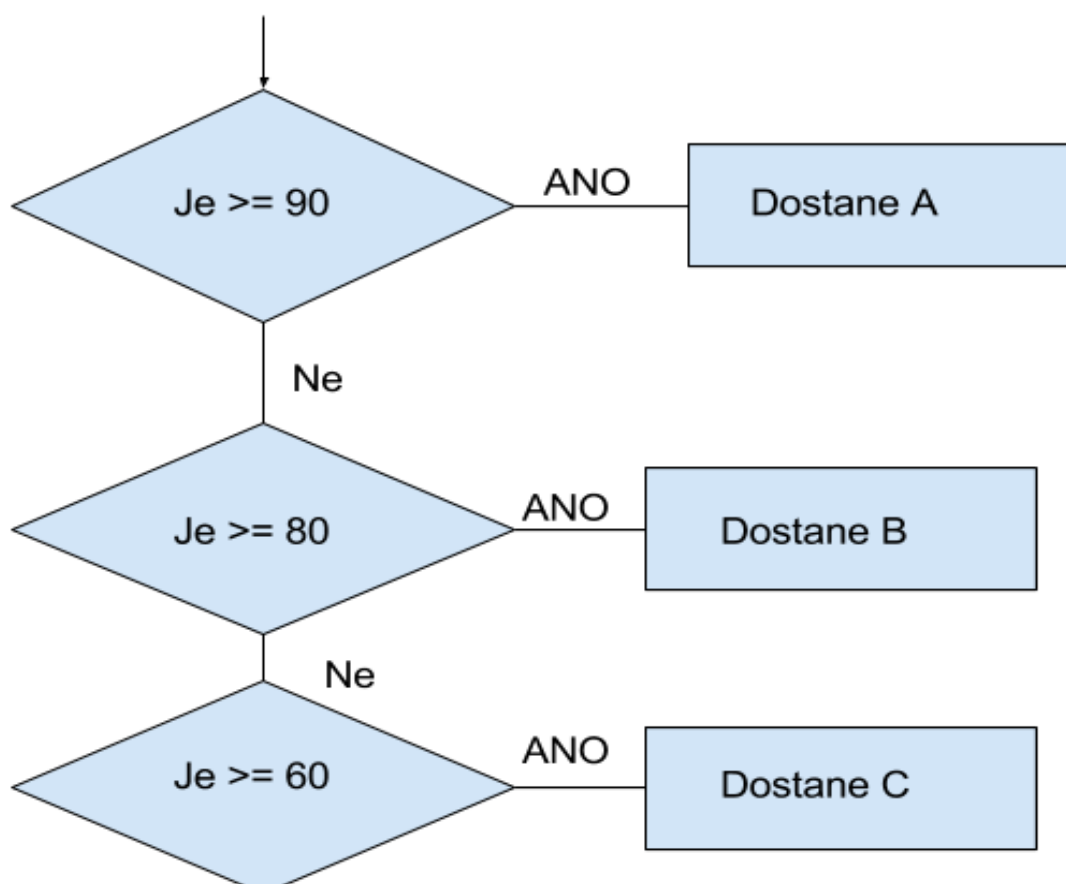 Je >= 90
ANO
Dostane A
Ne
Je >= 80
ANO
Dostane B
Ne
Je >= 60
ANO
Dostane C